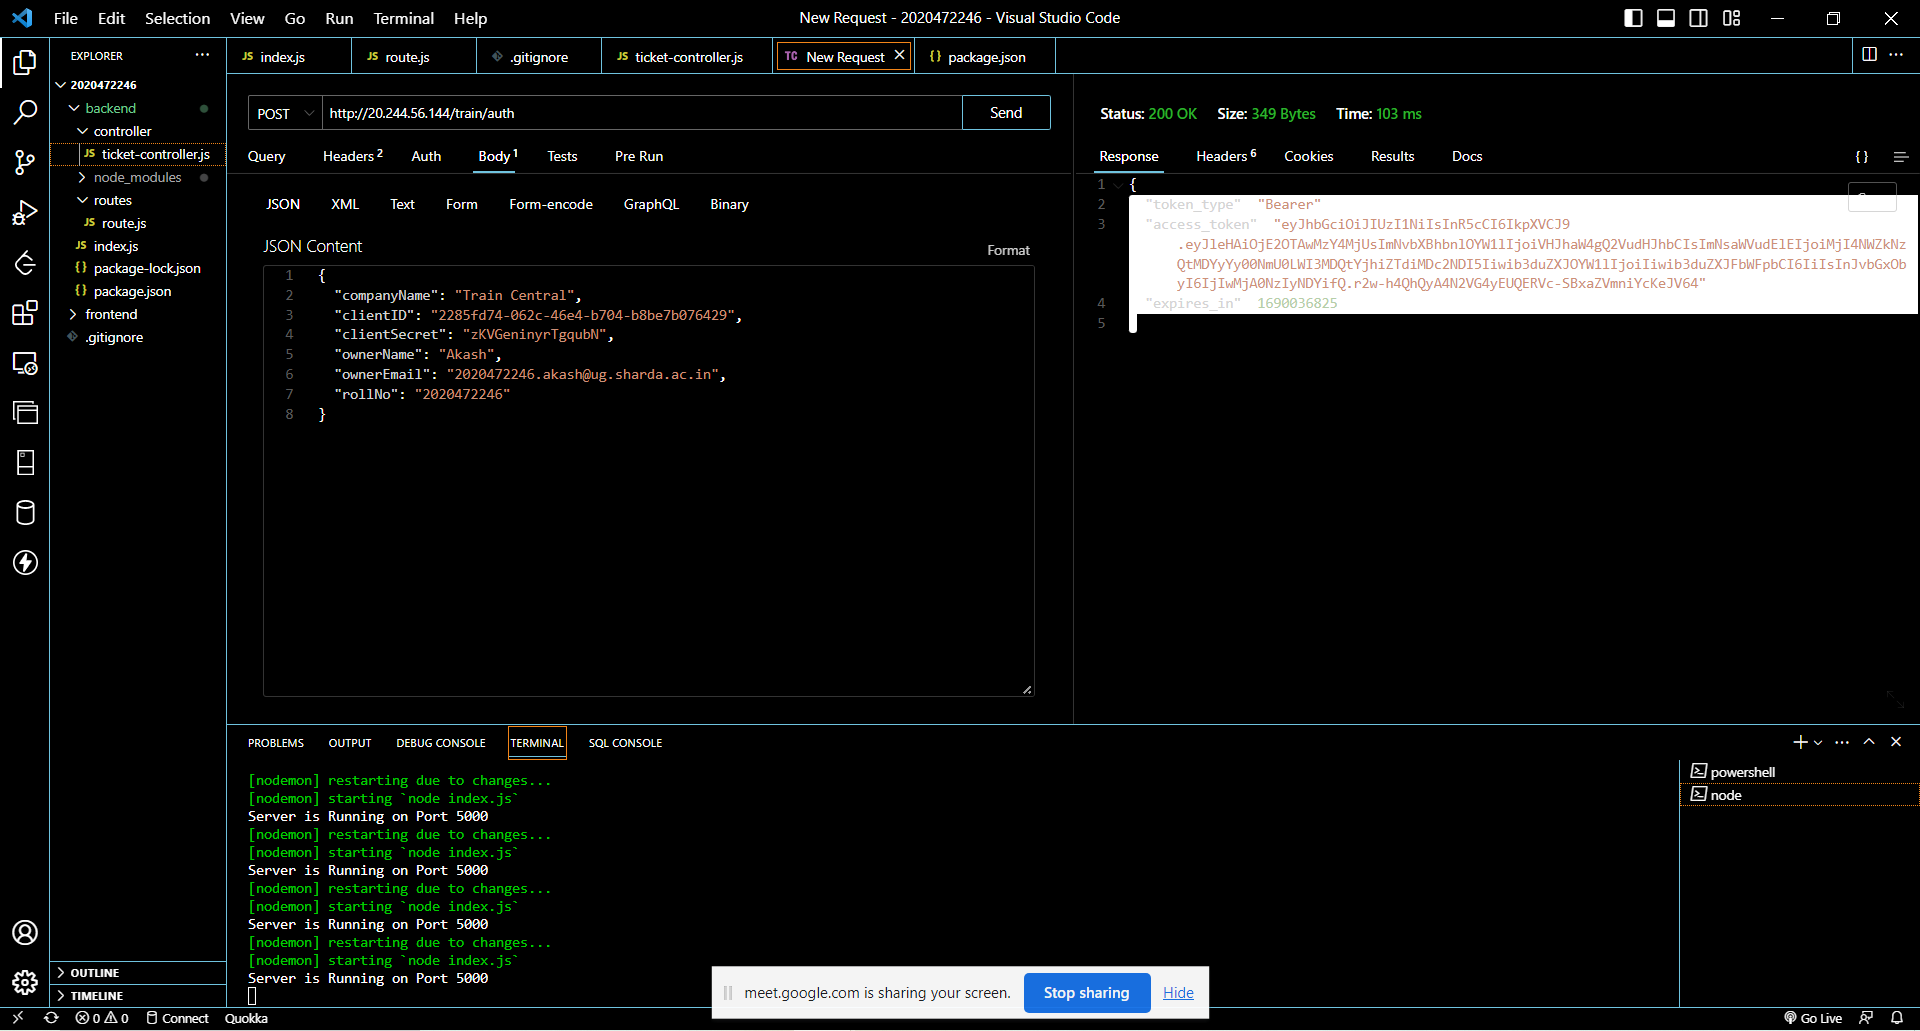 File Edit Selection View Go Run Terminal Help
New Request - 2020472246 - Visual Studio Code
EXPLORER
2020472246
backend
controller
JS ticket-controller.js
node_modules
routes
JS route.js
JS index.js
{} package-lock.json
{} package.json
frontend
.gitignore
OUTLINE
TIMELINE
JS index.js
JS route.js
.gitignore
JS ticket-controller.js
TC New Request
{} package.json
POST http://20.244.56.144/train/auth Send
Query Headers 2 Auth Body 1 Tests Pre Run
JSON XML Text Form Form-encode GraphQL Binary
JSON Content
Format
1 {
2 "companyName": "Train Central",
3 "clientID": "2285fd74-062c-46e4-b704-b8be7b076429",
4 "clientSecret": "zKVGeninyrTgqubN",
5 "ownerName": "Akash",
6 "ownerEmail": "2020472246.akash@ug.sharda.ac.in",
7 "rollNo": "2020472246"
8 }
Status: 200 OK Size: 349 Bytes Time: 103 ms
Response Headers 6 Cookies Results Docs
{}
1 {
2 "token_type" "Bearer"
3 "access_token" "eyJhbGciOiJIUzI1NiIsInR5cCI6IkpXVCJ9
.eyJleHAiOjE2OTAwMzY4MjUsImNvbXBhbnlOYW1lIjoiVHJhaW4gQ2VudHJhbCIsImNsaWVudElEIjoiMjI4NWZkNz
QtMDYyYy00NmU0LWI3MDQtYjhiZTdiMDc2NDI5Iiwib3duZXJOYW1lIjoiIiwib3duZXJFbWFpbCI6IiIsInJvbGxOb
yI6IjIwMjA0NzIyNDYifQ.r2w-h4QhQyA4N2VG4yEUQERVc-SBxaZVmniYcKeJV64"
4 "expires_in" 1690036825
5
PROBLEMS OUTPUT DEBUG CONSOLE TERMINAL SQL CONSOLE
[nodemon] restarting due to changes...
[nodemon] starting `node index.js`
Server is Running on Port 5000
[nodemon] restarting due to changes...
[nodemon] starting `node index.js`
Server is Running on Port 5000
[nodemon] restarting due to changes...
[nodemon] starting `node index.js`
Server is Running on Port 5000
[nodemon] restarting due to changes...
[nodemon] starting `node index.js`
Server is Running on Port 5000
powershell
node
meet.google.com is sharing your screen. Stop sharing Hide
0 0 Connect Quokka
Go Live